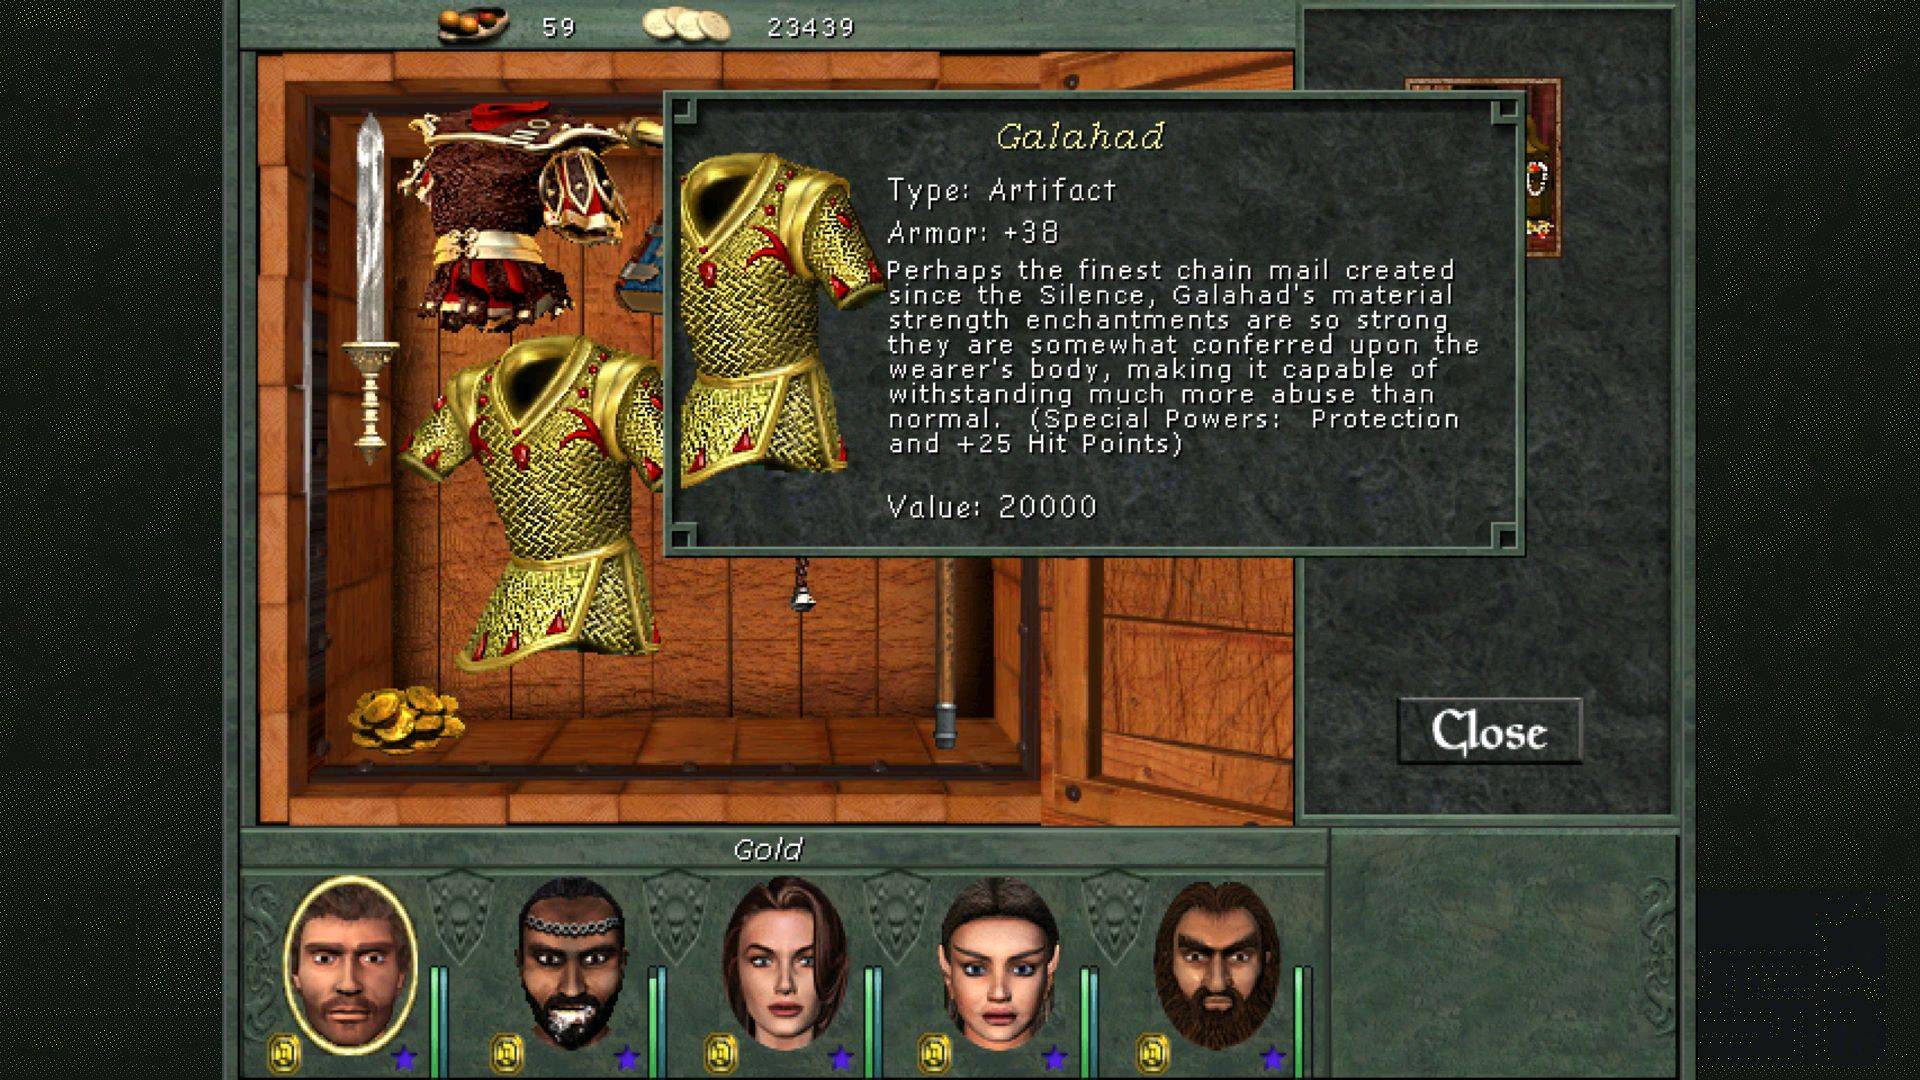 59 23439
Galahad
Type: Artifact
Armor: +38
Perhaps the finest chain mail created
since the Silence, Galahad's material
strength enchantments are so strong
they are somewhat conferred upon the
wearer's body, making it capable of
withstanding much more abuse than
normal. (Special Powers: Protection
and +25 Hit Points)
Value: 20000
Close
Gold